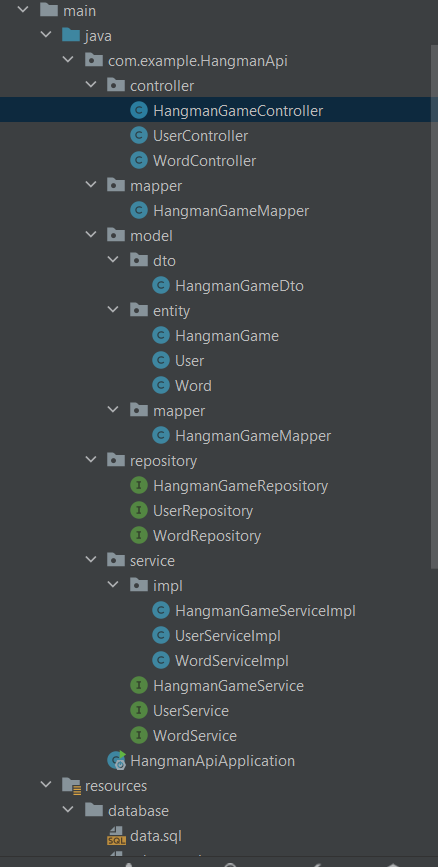 main
java
com.example.HangmanApi
controller
HangmanGameController
UserController
WordController
mapper
HangmanGameMapper
model
dto
HangmanGameDto
entity
HangmanGame
User
Word
mapper
HangmanGameMapper
repository
HangmanGameRepository
UserRepository
WordRepository
service
impl
HangmanGameServiceImpl
UserServiceImpl
WordServiceImpl
HangmanGameService
UserService
WordService
HangmanApiApplication
resources
database
data.sql